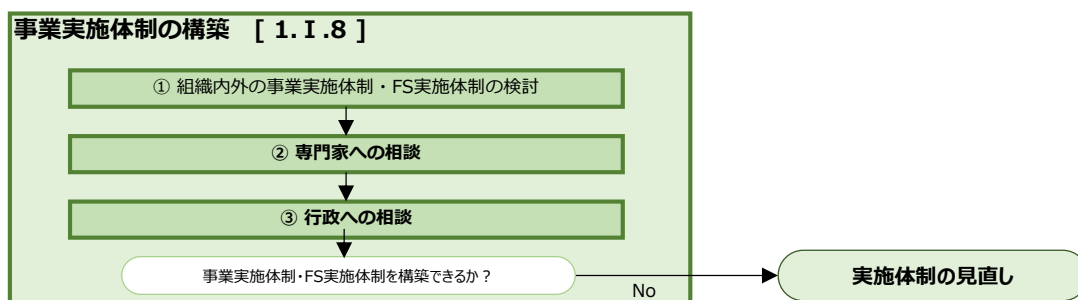 事業実施体制の構築 [ 1.Ⅰ.8 ]
① 組織内外の事業実施体制・FS実施体制の検討
② 専門家への相談
③ 行政への相談
事業実施体制・FS実施体制を構築できるか？
No
実施体制の見直し